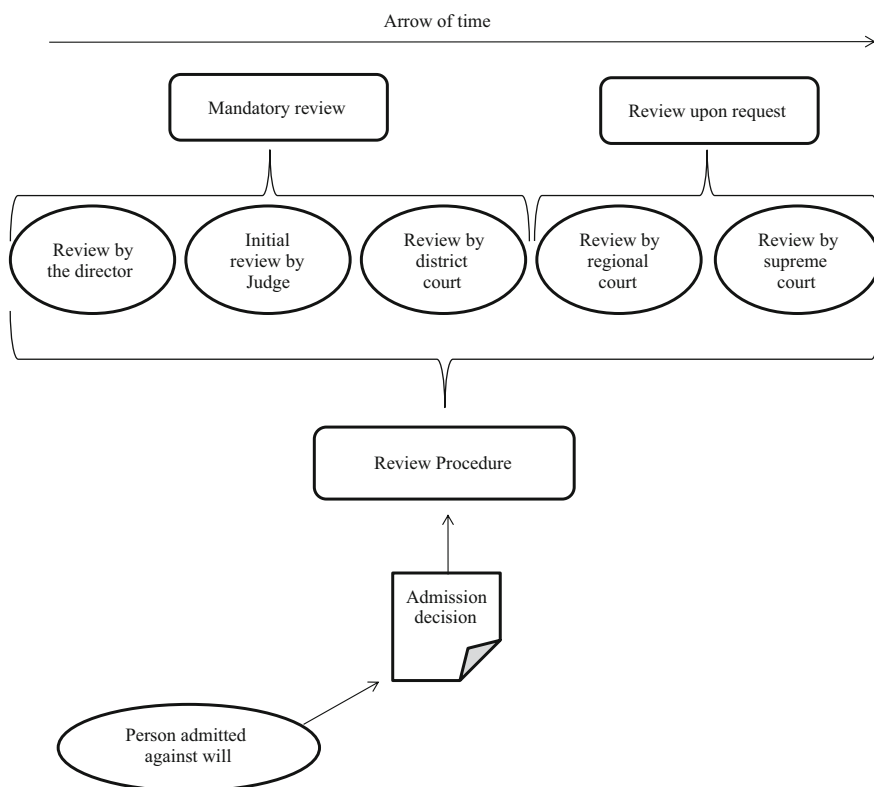 Arrow of time
Mandatory review
Review upon request
Review by
the director
Initial
review by
Judge
Review by
district
court
Review by
regional
court
Review by
supreme
court
Review Procedure
Admission
decision
Person admitted
against will